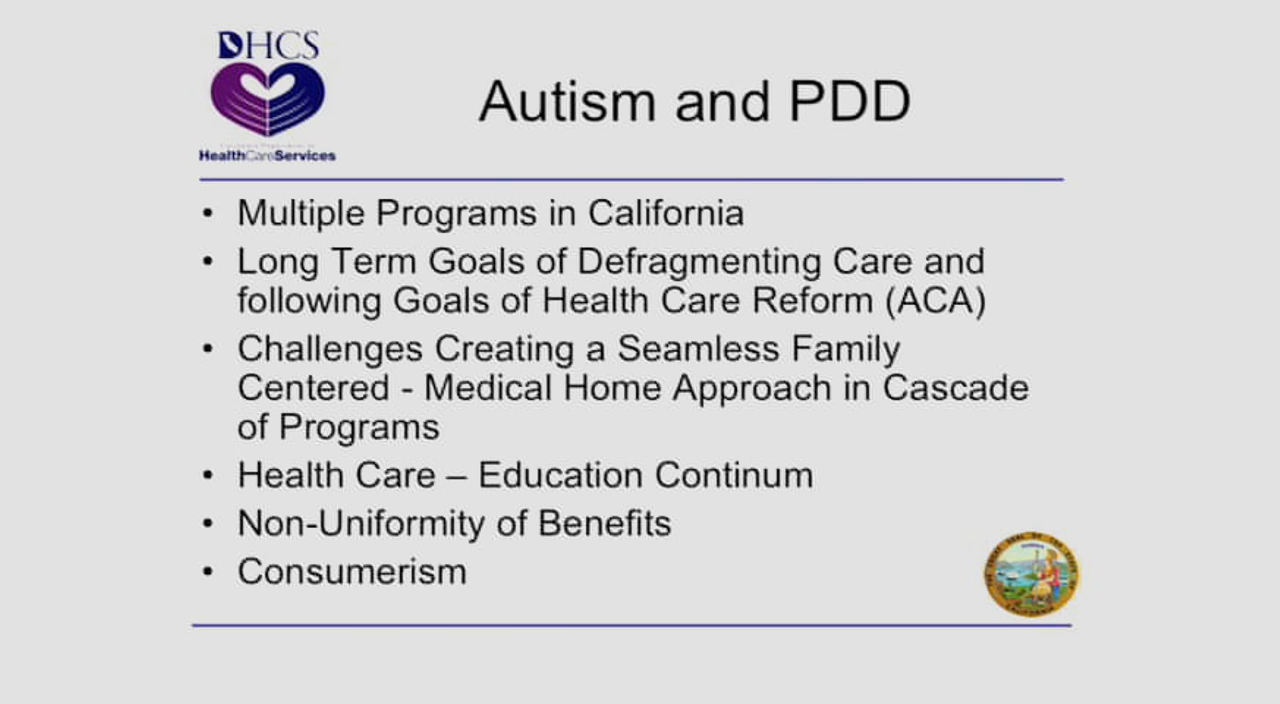 DHCS
HealthCareServices
Autism and PDD
• Multiple Programs in California
• Long Term Goals of Defragmenting Care and
following Goals of Health Care Reform (ACA)
• Challenges Creating a Seamless Family
Centered - Medical Home Approach in Cascade
of Programs
• Health Care – Education Continum
• Non-Uniformity of Benefits
• Consumerism